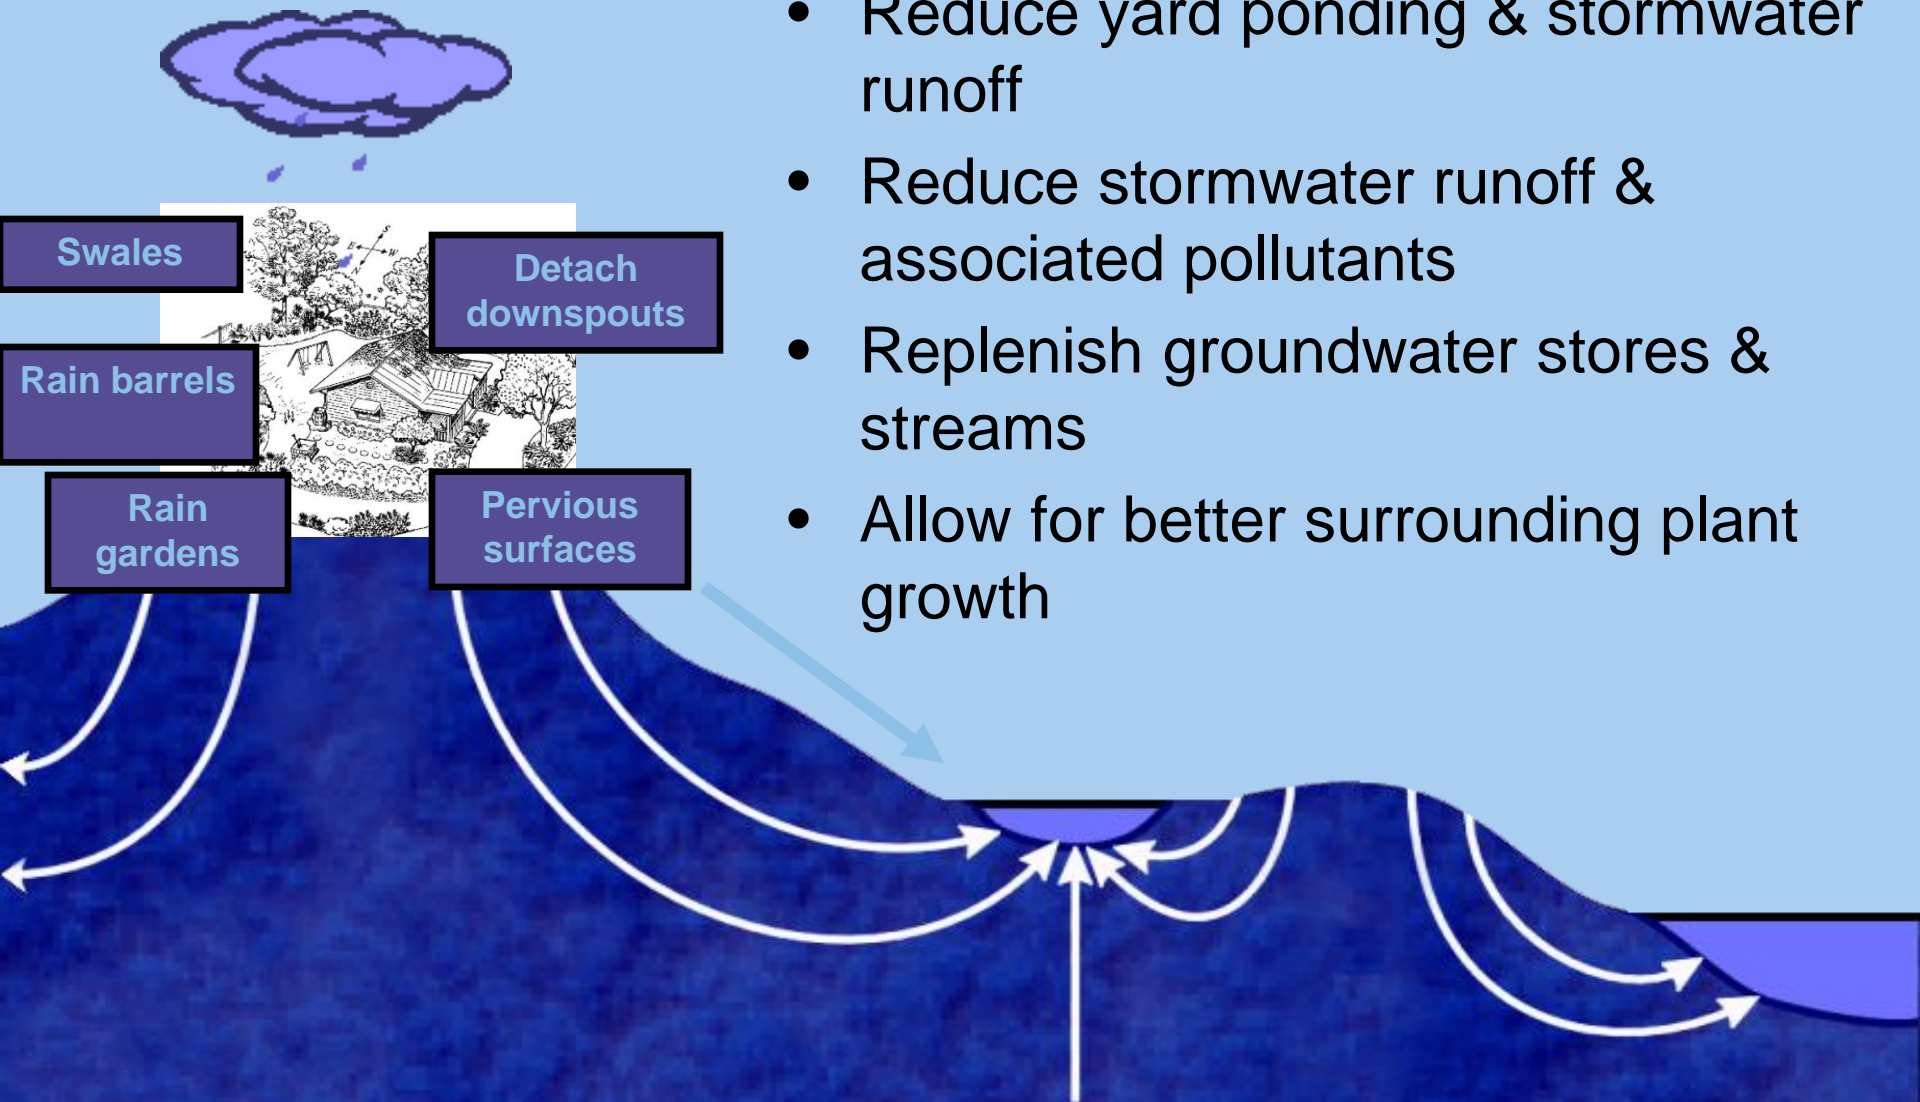 • Reduce yard ponding & stormwater
runoff
• Reduce stormwater runoff &
associated pollutants
• Replenish groundwater stores &
streams
• Allow for better surrounding plant
growth
Swales
Detach
downspouts
Rain barrels
Rain
gardens
Pervious
surfaces